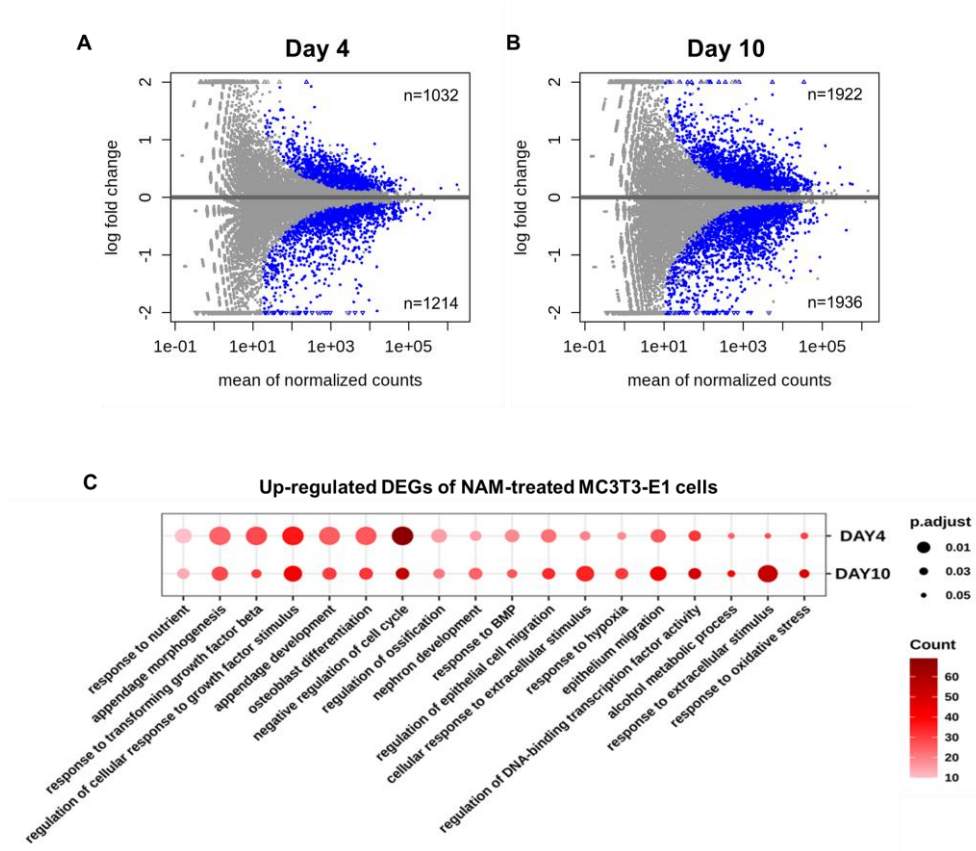 A
Day 4
2
1
0
-1
-2
log fold change
n=1032
n=1214
1e-01
1e+01
1e+03
1e+05
mean of normalized counts
B
Day 10
2
1
0
-1
-2
log fold change
n=1922
n=1936
1e-01
1e+01
1e+03
1e+05
mean of normalized counts
C
Up-regulated DEGs of NAM-treated MC3T3-E1 cells
DAY4
DAY10
response to nutrient
appendage morphogenesis
response to transforming growth factor beta
regulation of cellular response to growth factor stimulus
appendage development
osteoblast differentiation
negative regulation of cell cycle
regulation of ossification
nephron development
response to BMP
regulation of epithelial cell migration
cellular response to extracellular stimulus
response to hypoxia
epithelium migration
regulation of DNA-binding transcription factor activity
alcohol metabolic process
response to extracellular stimulus
response to oxidative stress
p.adjust
0.01
0.03
0.05
Count
60
50
40
30
20
10